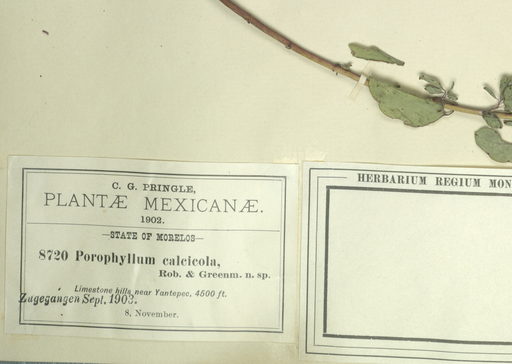 C. G. PRINGLE,
PLANTÆ MEXICANÆ.
1902.
—STATE OF MORELOS—
8720 Porophyllum calcicola,
Rob. & Greenm. n. sp.
Limestone hills near Yantepec, 4500 ft.
Zugegangen Sept. 1903.
8. November.
HERBARIUM REGIUM MON